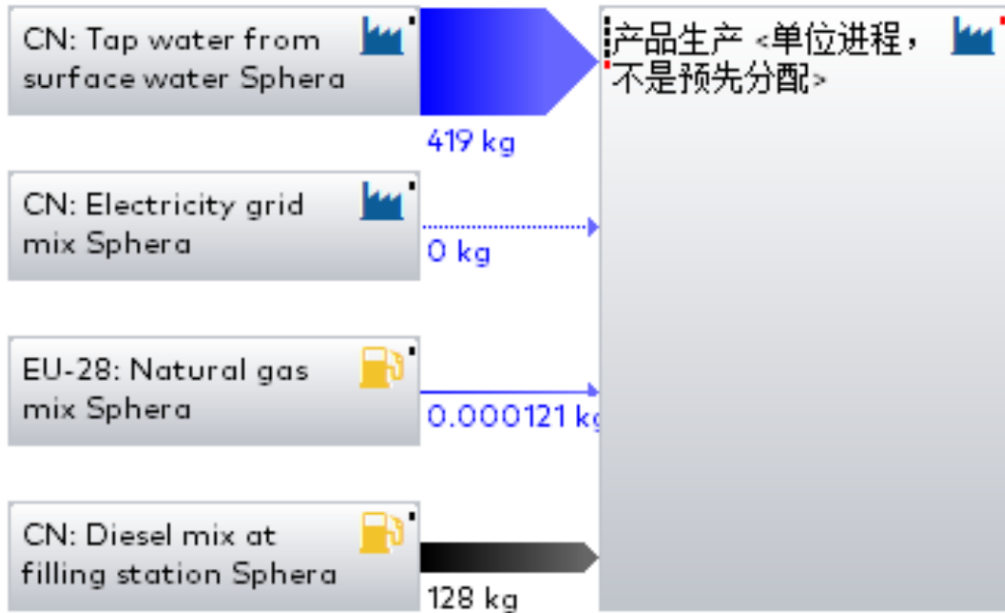 CN: Tap water from
surface water Sphera
419 kg
产品生产 <单位进程，
不是预先分配>
CN: Electricity grid
mix Sphera
0 kg
EU-28: Natural gas
mix Sphera
0.000121 kg
CN: Diesel mix at
filling station Sphera
128 kg